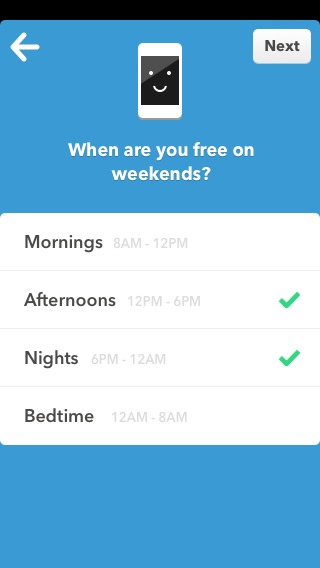 Next
When are you free on
weekends?
Mornings 8AM - 12PM
Afternoons 12PM - 6PM
Nights 6PM - 12AM
Bedtime 12AM - 8AM